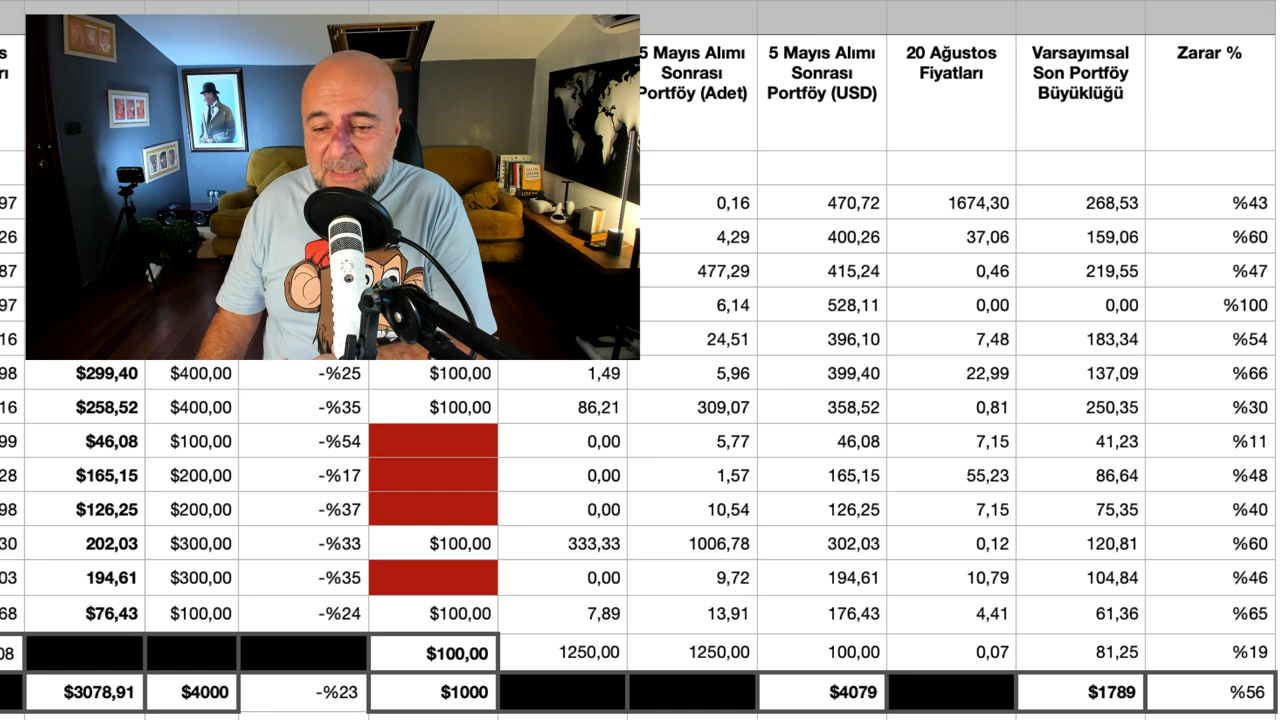 5 Mayıs Alımı Sonrası Portföy (Adet) 5 Mayıs Alımı Sonrası Portföy (USD) 20 Ağustos Fiyatları Varsayımsal Son Portföy Büyüklüğü Zarar %
97 0,16 470,72 1674,30 268,53 %43
26 4,29 400,26 37,06 159,06 %60
87 477,29 415,24 0,46 219,55 %47
97 6,14 528,11 0,00 0,00 %100
16 24,51 396,10 7,48 183,34 %54
98 $299,40 $400,00 -%25 $100,00 1,49 5,96 399,40 22,99 137,09 %66
16 $258,52 $400,00 -%35 $100,00 86,21 309,07 358,52 0,81 250,35 %30
99 $46,08 $100,00 -%54 0,00 5,77 46,08 7,15 41,23 %11
28 $165,15 $200,00 -%17 0,00 1,57 165,15 55,23 86,64 %48
98 $126,25 $200,00 -%37 0,00 10,54 126,25 7,15 75,35 %40
30 202,03 $300,00 -%33 $100,00 333,33 1006,78 302,03 0,12 120,81 %60
03 194,61 $300,00 -%35 0,00 9,72 194,61 10,79 104,84 %46
68 $76,43 $100,00 -%24 $100,00 7,89 13,91 176,43 4,41 61,36 %65
08 $100,00 1250,00 1250,00 100,00 0,07 81,25 %19
$3078,91 $4000 -%23 $1000 $4079 $1789 %56